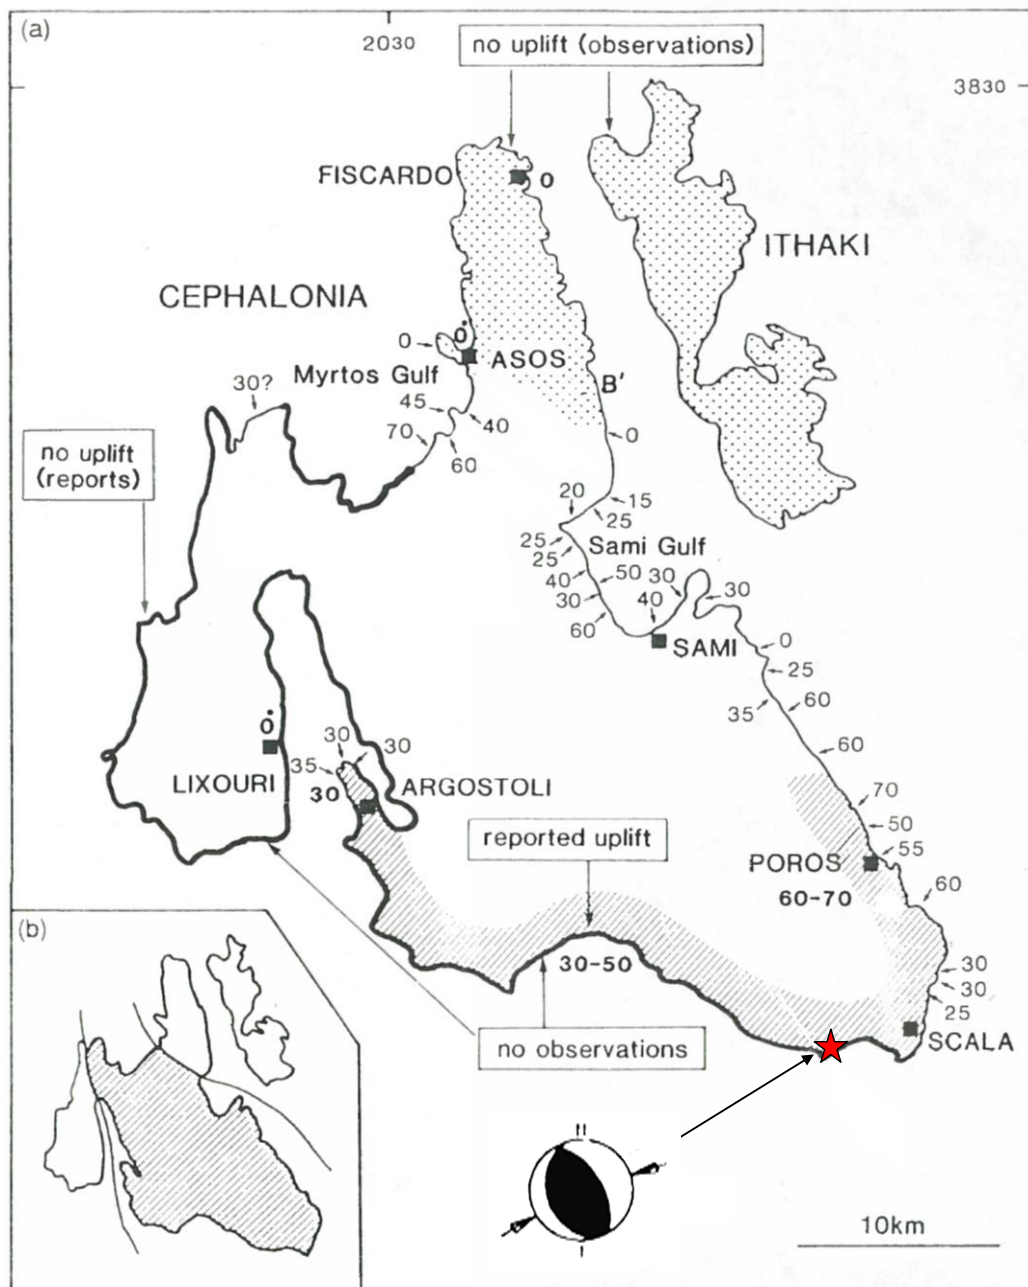 (a)
2030
no uplift (observations)
3830
FISCARDO
0
ITHAKI
CEPHALONIA
0
0
ASOS
Myrtos Gulf
B'
30?
45
40
0
70
60
no uplift
(reports)
20
15
25
25
Sami Gulf
25
40
50
30
30
30
40
60
0
SAMI
25
35
60
0
30
30
60
35
LIXOURI
30
ARGOSTOLI
70
reported uplift
50
55
POROS
60-70
60
(b)
30-50
30
30
25
no observations
SCALA
10km